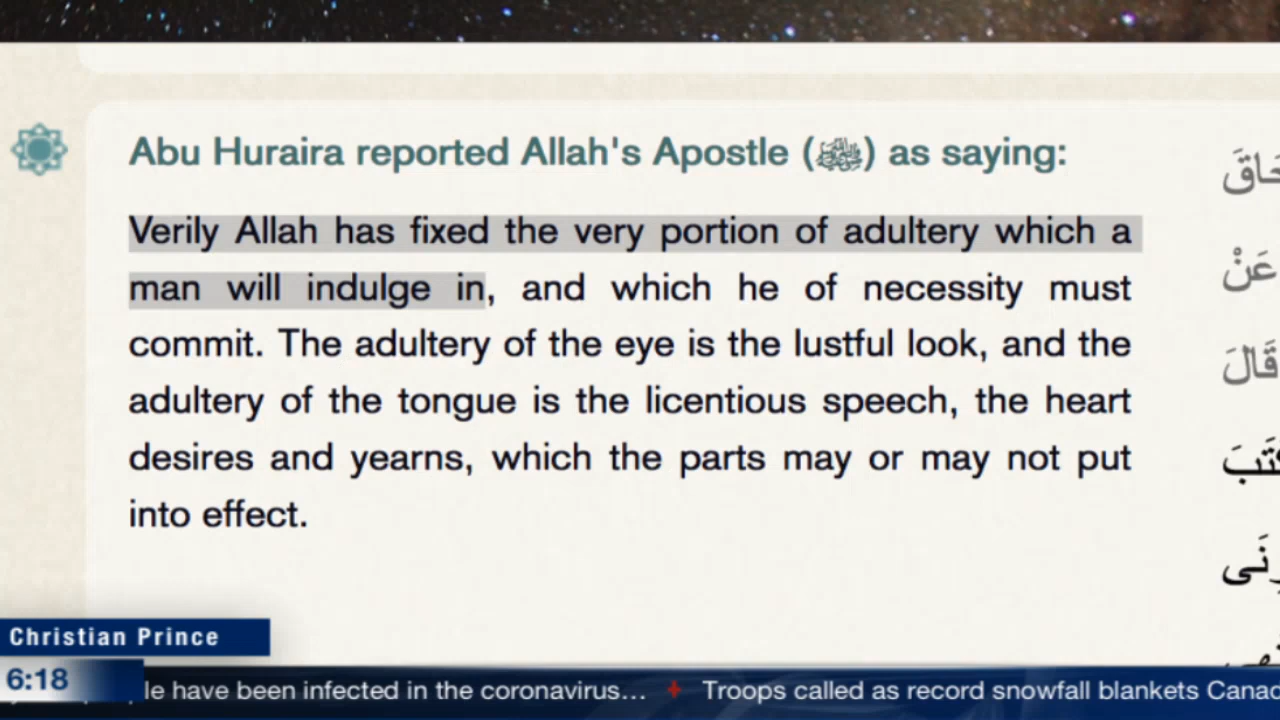 Abu Huraira reported Allah's Apostle (ﷺ) as saying:
Verily Allah has fixed the very portion of adultery which a
man will indulge in, and which he of necessity must
commit. The adultery of the eye is the lustful look, and the
adultery of the tongue is the licentious speech, the heart
desires and yearns, which the parts may or may not put
into effect.
عَنْ
قَالَ
Christian Prince
6:18
le have been infected in the coronavirus... Troops called as record snowfall blankets Canad